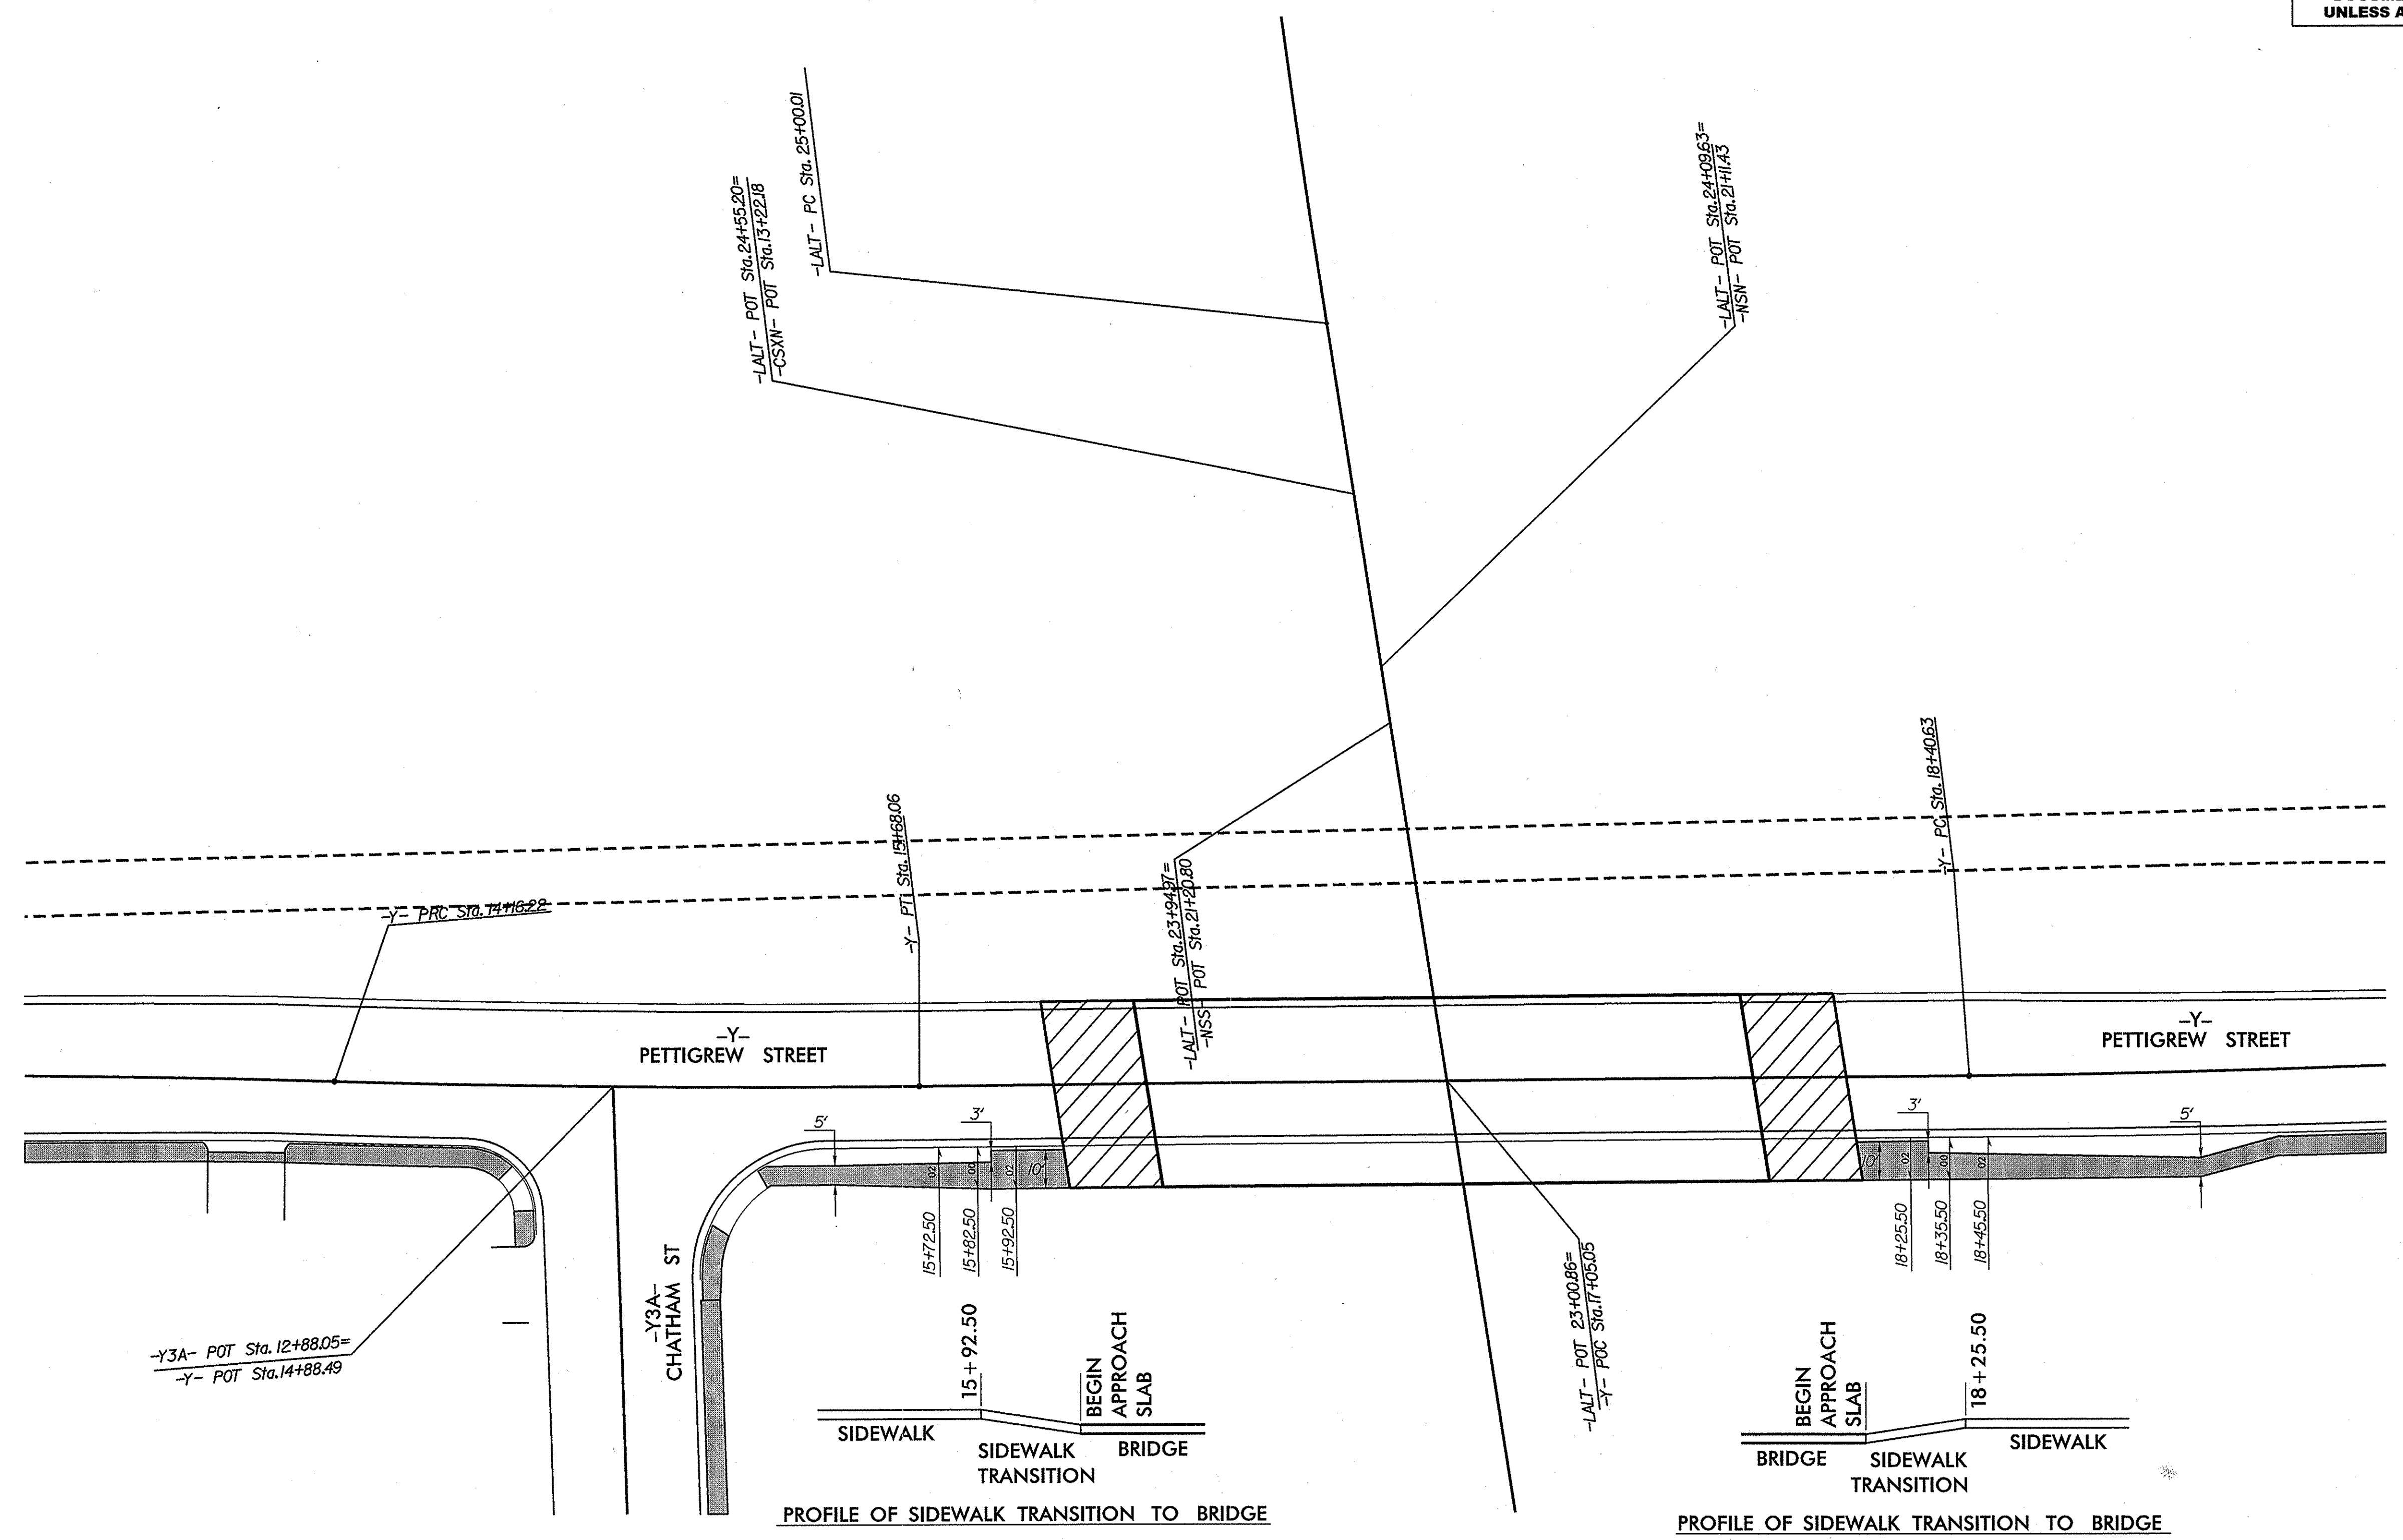 UNLESS A
-LALT- PC Sta. 25+00.01
-LALT- POT Sta. 24+55.20=
-CSXN- POT Sta. 13+22.18
-LALT- POT Sta. 24+09.63=
-NSN- POT Sta. 21+11.43
-Y- PRC Sta. 14+16.22
-Y- PT Sta. 15+68.06
-LALT- POT Sta. 23+94.97=
-NSS- POT Sta. 21+20.80
-Y- PC Sta. 18+40.63
-Y-
PETTIGREW STREET
-Y-
PETTIGREW STREET
5'
3'
02
00
02
10'
3'
5'
10'
02
00
02
15+72.50
15+82.50
15+92.50
18+25.50
18+35.50
18+45.50
-Y3A-
CHATHAM ST
-Y3A- POT Sta. 12+88.05=
-Y- POT Sta. 14+88.49
-LALT- POT 23+00.86=
-Y- POC Sta. 17+05.05
15+92.50
BEGIN
APPROACH
SLAB
SIDEWALK
SIDEWALK
TRANSITION
BRIDGE
PROFILE OF SIDEWALK TRANSITION TO BRIDGE
BEGIN
APPROACH
SLAB
18+25.50
BRIDGE
SIDEWALK
TRANSITION
SIDEWALK
PROFILE OF SIDEWALK TRANSITION TO BRIDGE